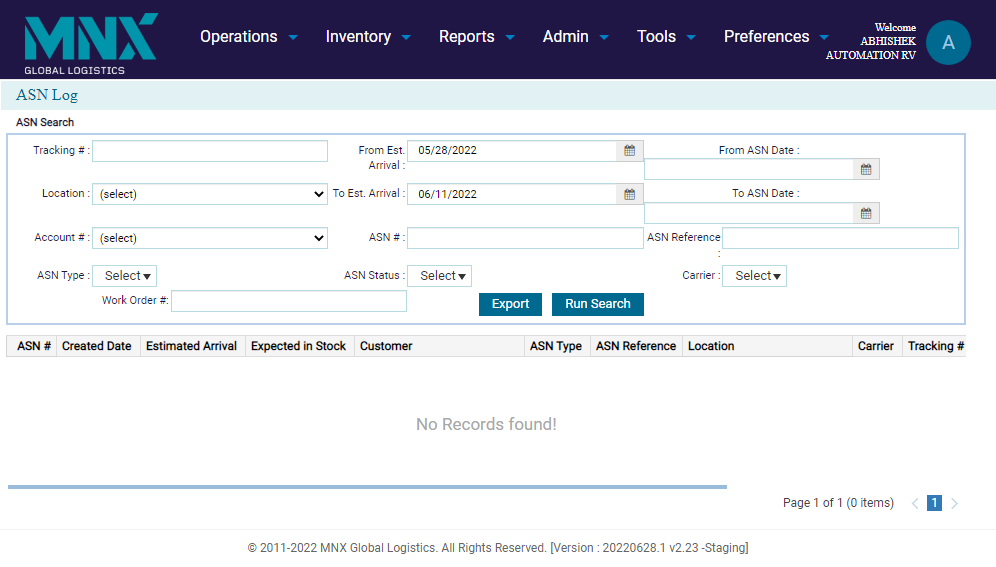 MNX
GLOBAL LOGISTICS
Operations Inventory Reports Admin Tools Preferences
Welcome
ABHISHEK
AUTOMATION RV
A
ASN Log
ASN Search
Tracking # :
From Est. Arrival : 05/28/2022
From ASN Date :
Location : (select)
To Est. Arrival : 06/11/2022
To ASN Date :
Account # : (select)
ASN # :
ASN Reference :
ASN Type : Select
ASN Status : Select
Carrier : Select
Work Order #:
Export Run Search
ASN # Created Date Estimated Arrival Expected in Stock Customer ASN Type ASN Reference Location Carrier Tracking #
No Records found!
Page 1 of 1 (0 items) 1
© 2011-2022 MNX Global Logistics. All Rights Reserved. [Version : 20220628.1 v2.23 -Staging]